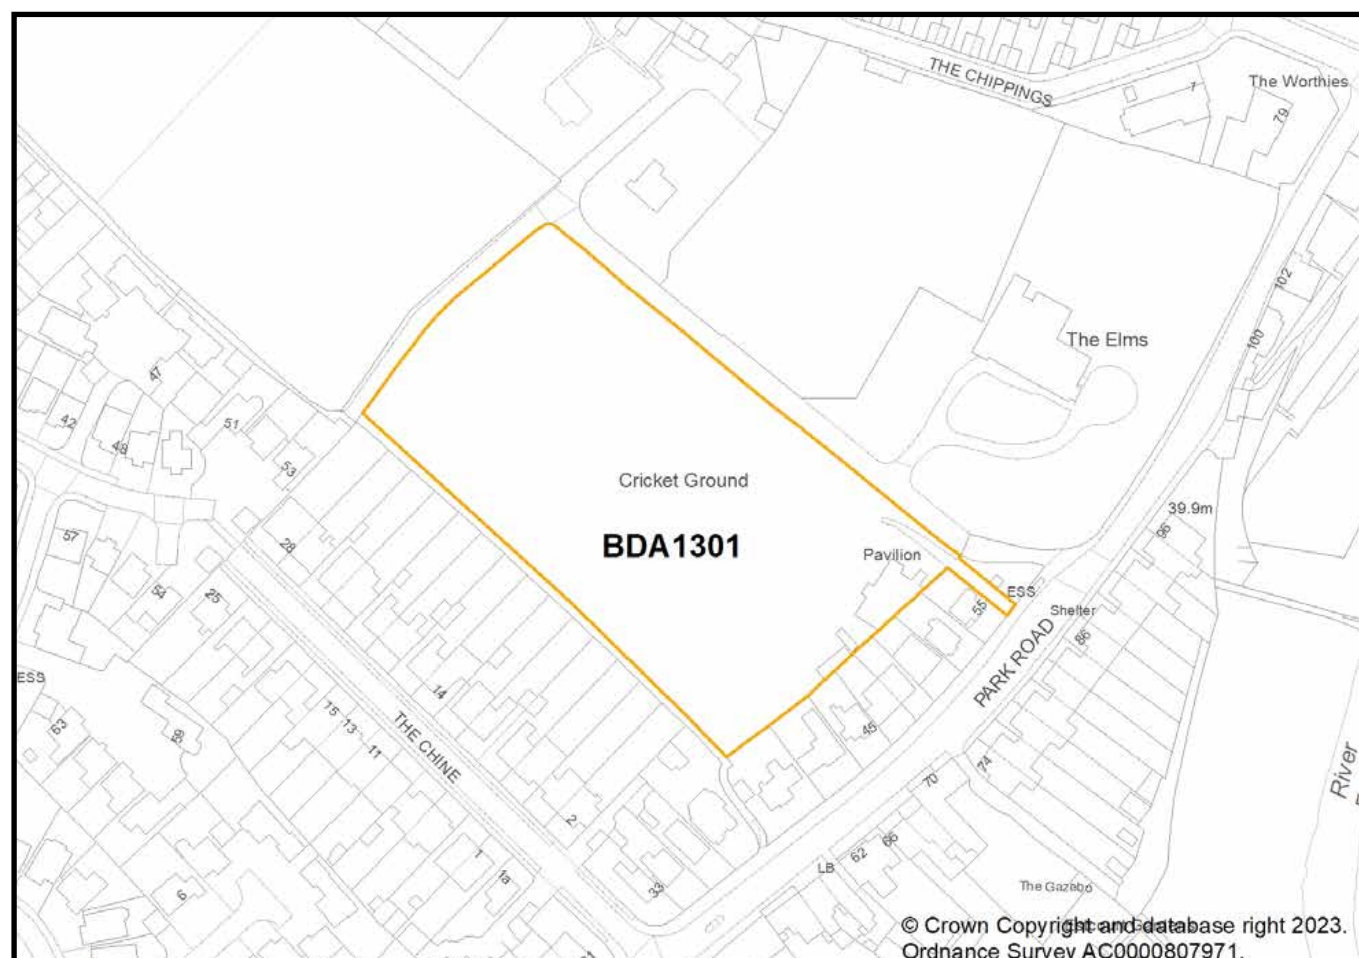 THE CHIPPINGS
The Worthies
7
79
102
100
The Elms
47
42
48
51
53
Cricket Ground
39.9m
96
BDA1301
57
28
Pavilion
ESS
55
Shelter
54
25
86
PARK ROAD
ESS
14
63
59
15
13
11
THE CHINE
45
River
74
70
2
66
62
LB
1
1a
33
6
The Gazebo
© Crown Copyright and database right 2023.
Ordnance Survey AC0000807971.